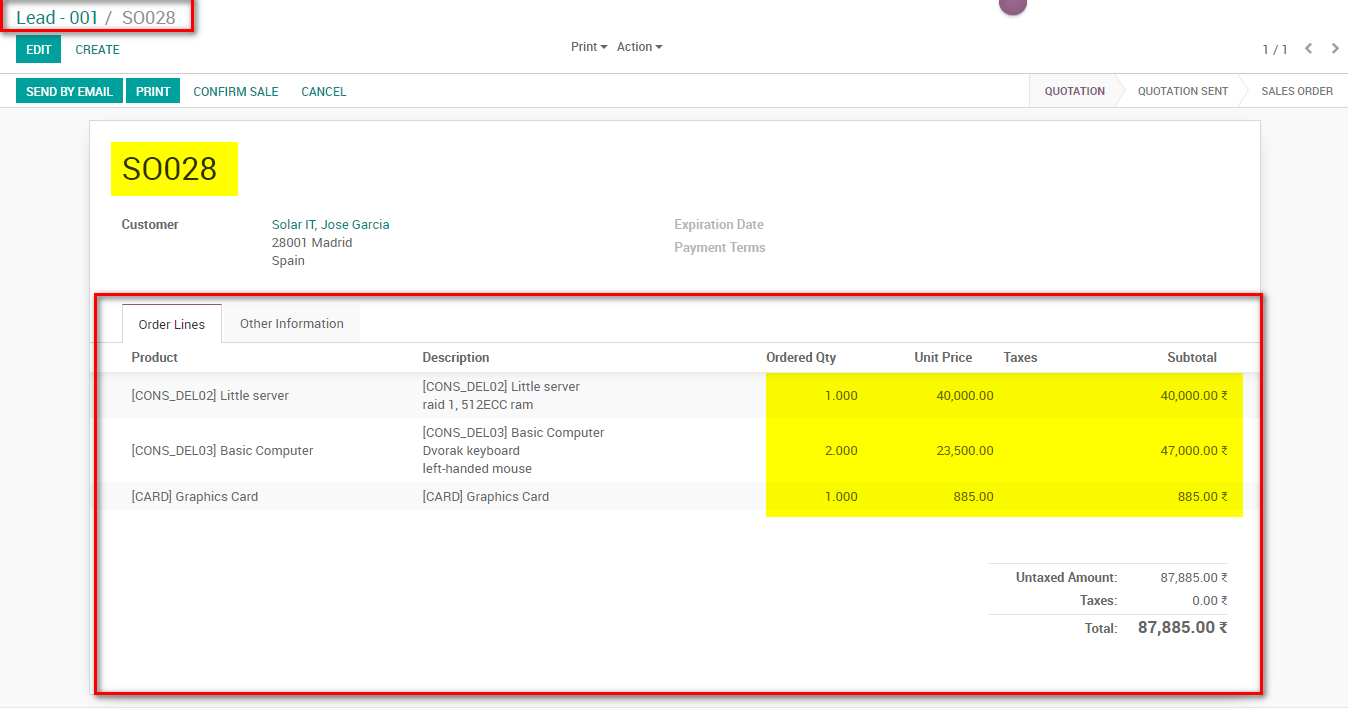 Lead - 001 / SO028
EDIT CREATE Print Action 1 / 1
SEND BY EMAIL PRINT CONFIRM SALE CANCEL QUOTATION QUOTATION SENT SALES ORDER
SO028
Customer Solar IT, Jose Garcia Expiration Date
28001 Madrid Payment Terms
Spain
Order Lines Other Information
Product Description Ordered Qty Unit Price Taxes Subtotal
[CONS_DEL02] Little server [CONS_DEL02] Little server 1.000 40,000.00 40,000.00 ₹
raid 1, 512ECC ram
[CONS_DEL03] Basic Computer [CONS_DEL03] Basic Computer 2.000 23,500.00 47,000.00 ₹
Dvorak keyboard
left-handed mouse
[CARD] Graphics Card [CARD] Graphics Card 1.000 885.00 885.00 ₹
Untaxed Amount: 87,885.00 ₹
Taxes: 0.00 ₹
Total: 87,885.00 ₹